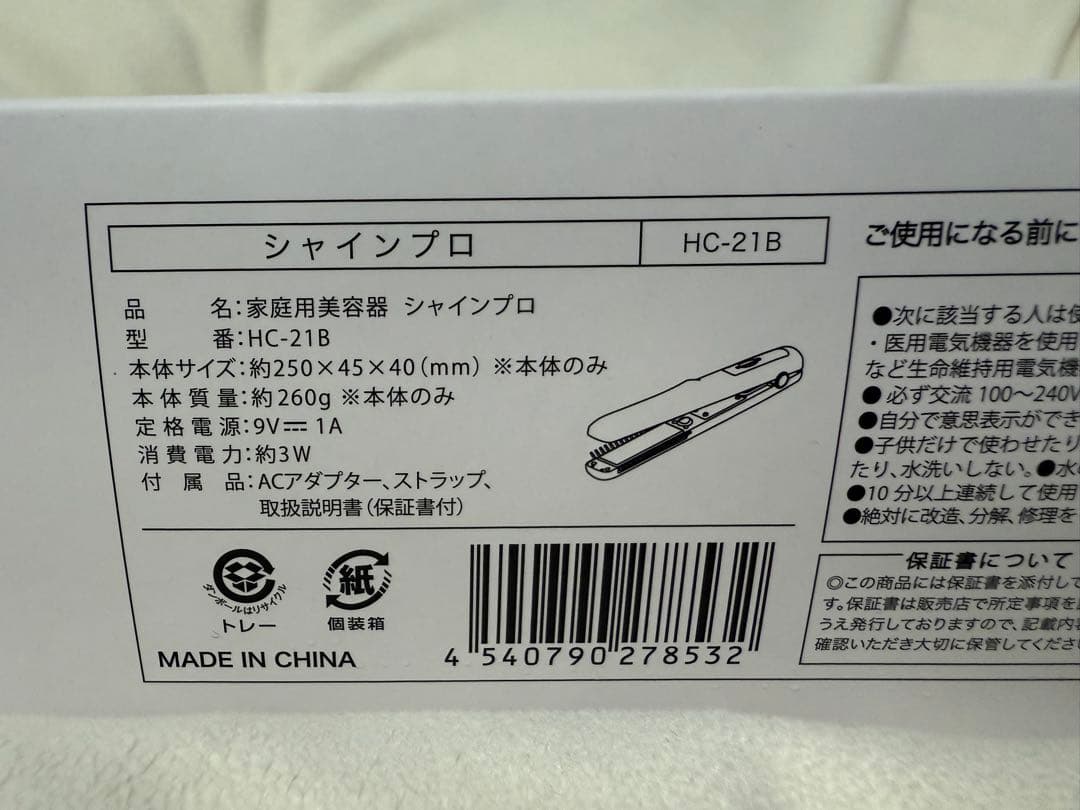 シャインプロ HC-21B
品名:家庭用美容器 シャインプロ
型番:HC-21B
本体サイズ:約250×45×40(mm) ※本体のみ
本体質量:約260g ※本体のみ
定格電源:9V⎓1A
消費電力:約3W
付属品:ACアダプター、ストラップ、
取扱説明書(保証書付)
ダンボールはリサイクル
トレー
紙
個装箱
MADE IN CHINA
4 540790 278532
ご使用になる前に
●次に該当する人は使
・医用電気機器を使用
など生命維持用電気機
●必ず交流100〜240V
●自分で意思表示ができ
●子供だけで使わせたり
たり、水洗いしない。●水
●10分以上連続して使用
●絶対に改造、分解、修理を
保証書について
◎この商品には保証書を添付して
す。保証書は販売店で所定事項を
うえ発行しておりますので、記載内容
確認いただき大切に保管してくださ